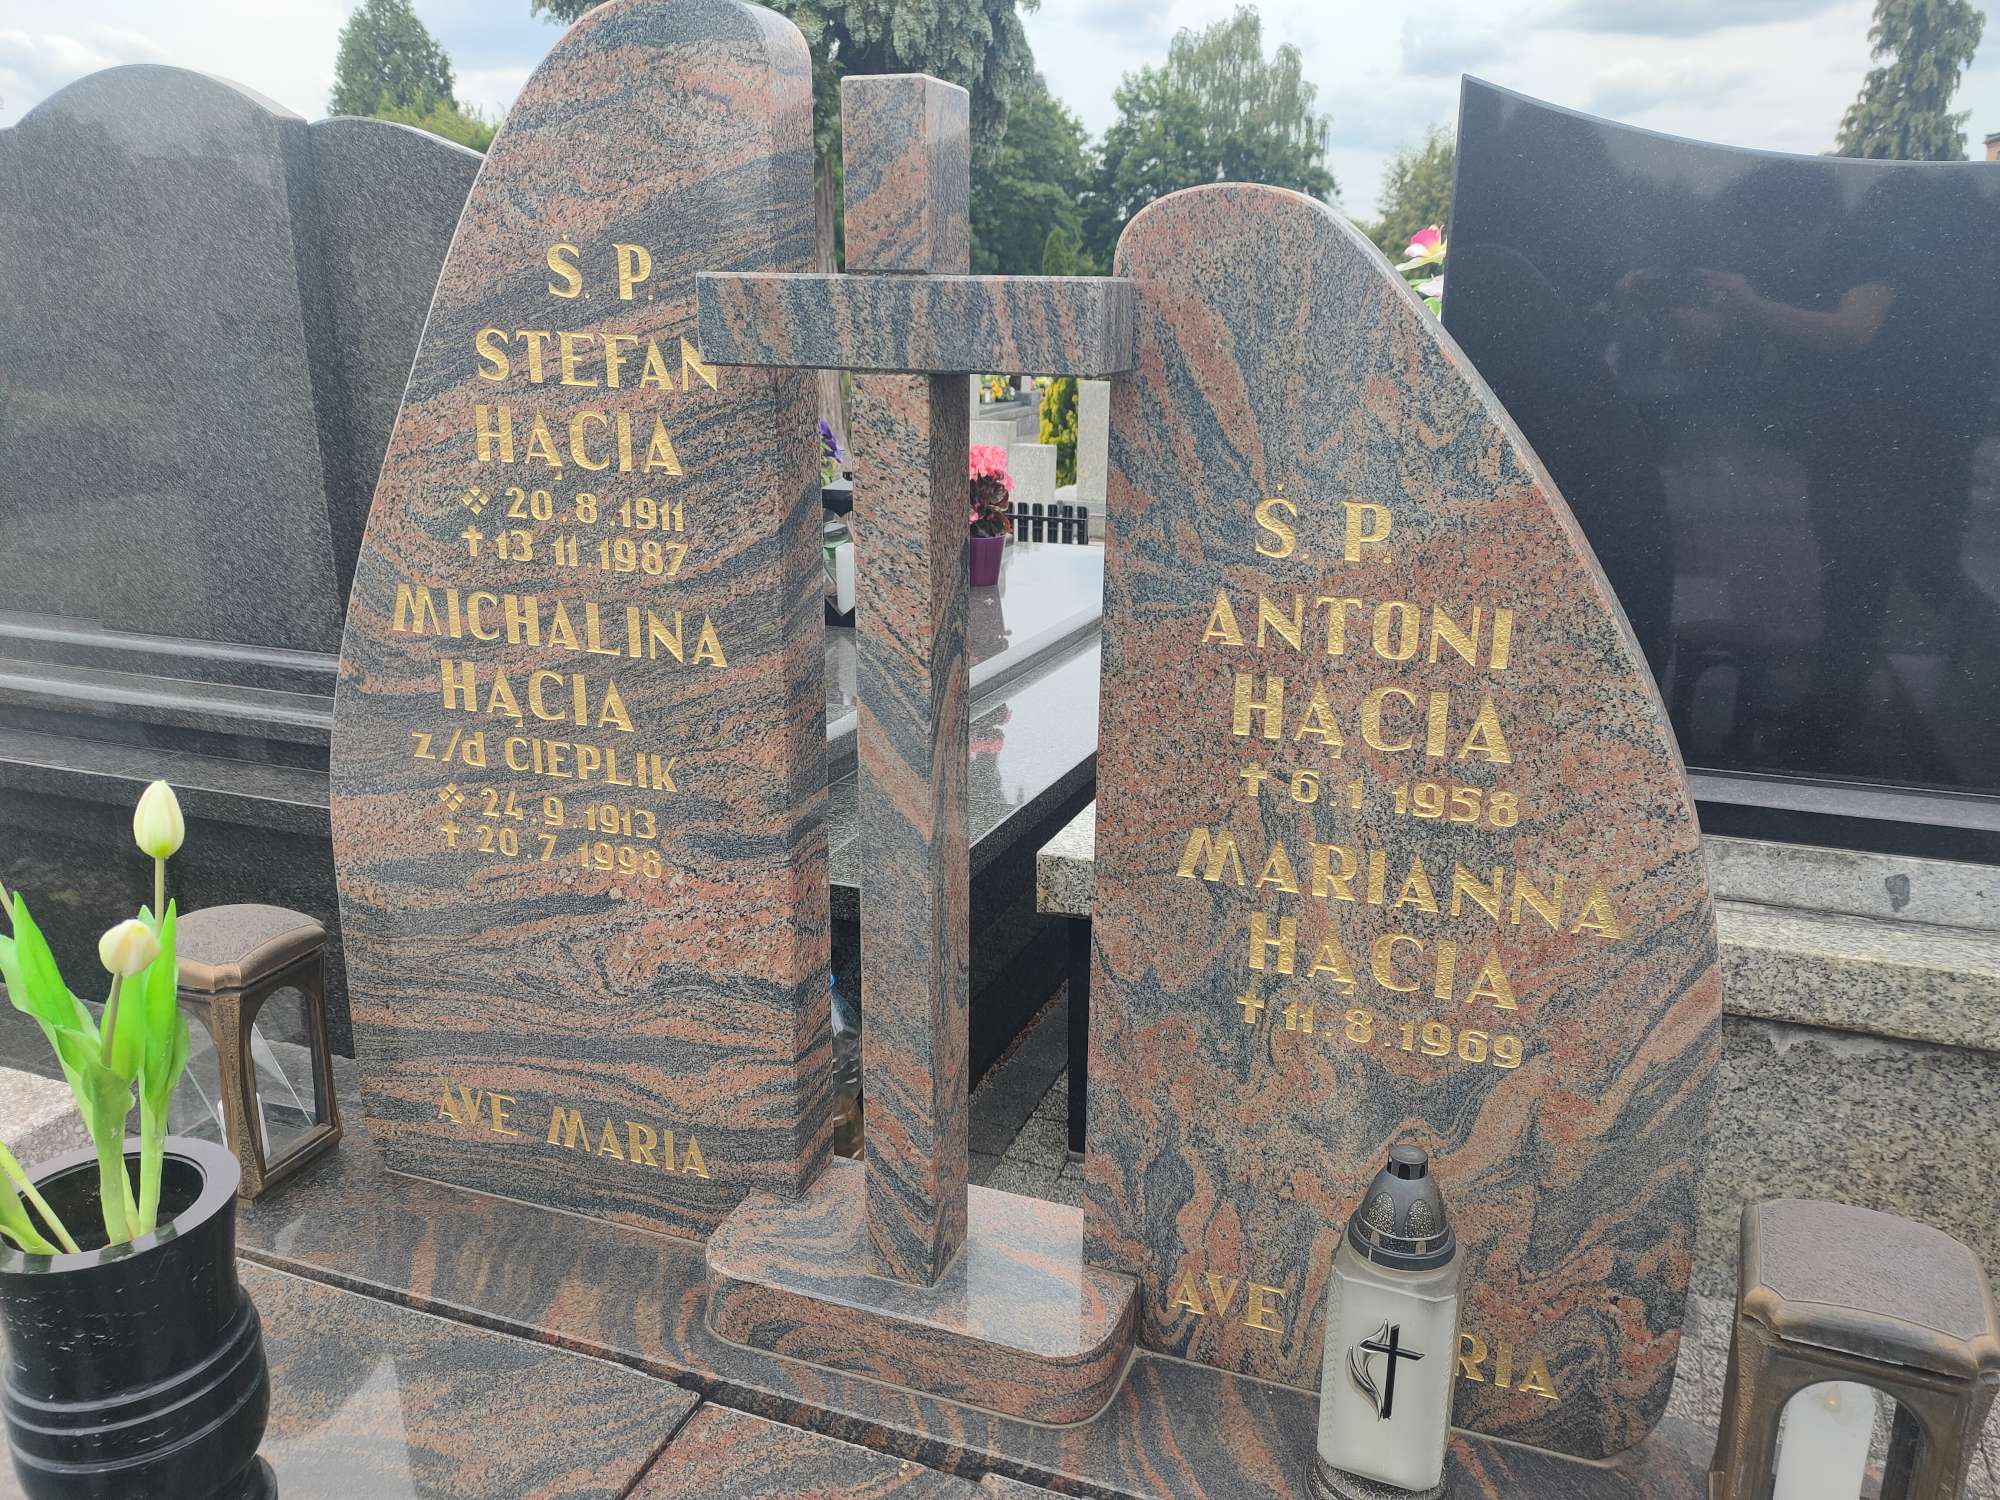 Ś. P.
STEFAN
HĄCIA
20.8.1911
✝ 13.11.1987
MICHALINA
HĄCIA
z/d CIEPLIK
24.9.1913
✝ 20.7.1998
AVE MARIA
Ś. P.
ANTONI
HĄCIA
✝ 6.1.1958
MARIANNA
HĄCIA
✝ 11.8.1969
AVE